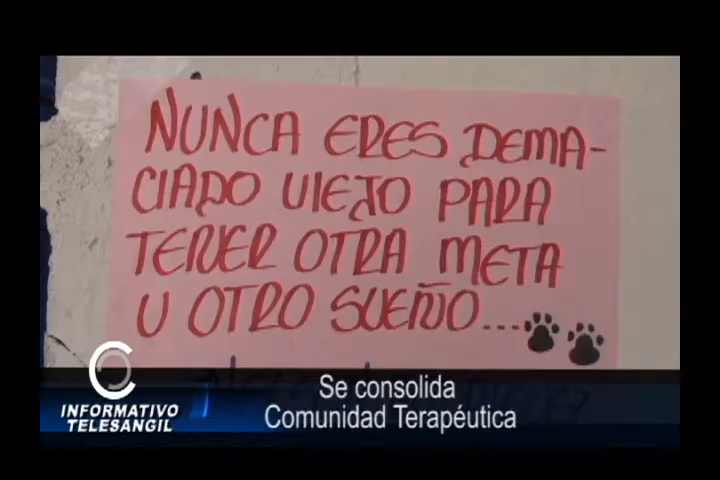 NUNCA ERES DEMA-
CIADO VIEJO PARA
TENER OTRA META
U OTRO SUEÑO...
Se consolida
Comunidad Terapéutica
INFORMATIVO
TELESANGIL